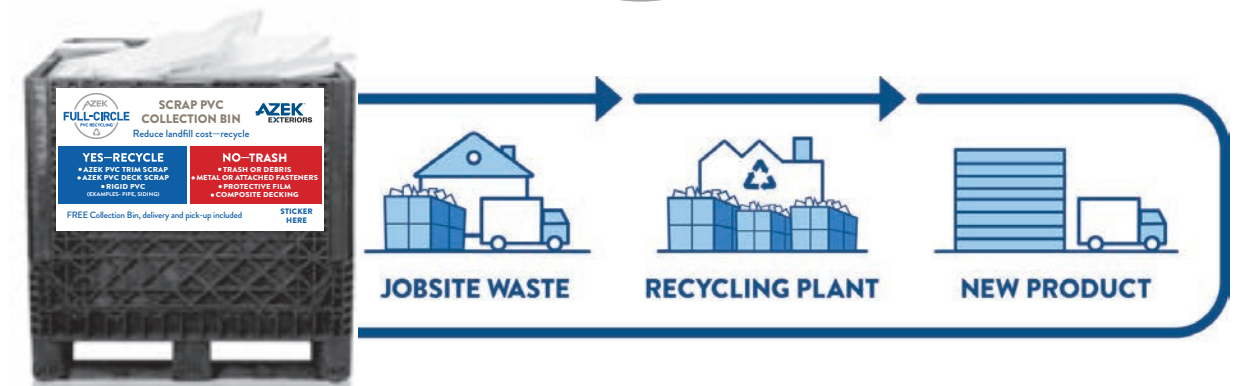 AZEK
FULL-CIRCLE
PVC RECYCLING
SCRAP PVC
COLLECTION BIN
AZEK
EXTERIORS
Reduce landfill cost—recycle
YES—RECYCLE
• AZEK PVC TRIM SCRAP
• AZEK PVC DECK SCRAP
• RIGID PVC
(EXAMPLES- PIPE, SIDING)
NO—TRASH
• TRASH OR DEBRIS
• METAL OR ATTACHED FASTENERS
• PROTECTIVE FILM
• COMPOSITE DECKING
FREE Collection Bin, delivery and pick-up included
STICKER
HERE
JOBSITE WASTE
RECYCLING PLANT
NEW PRODUCT